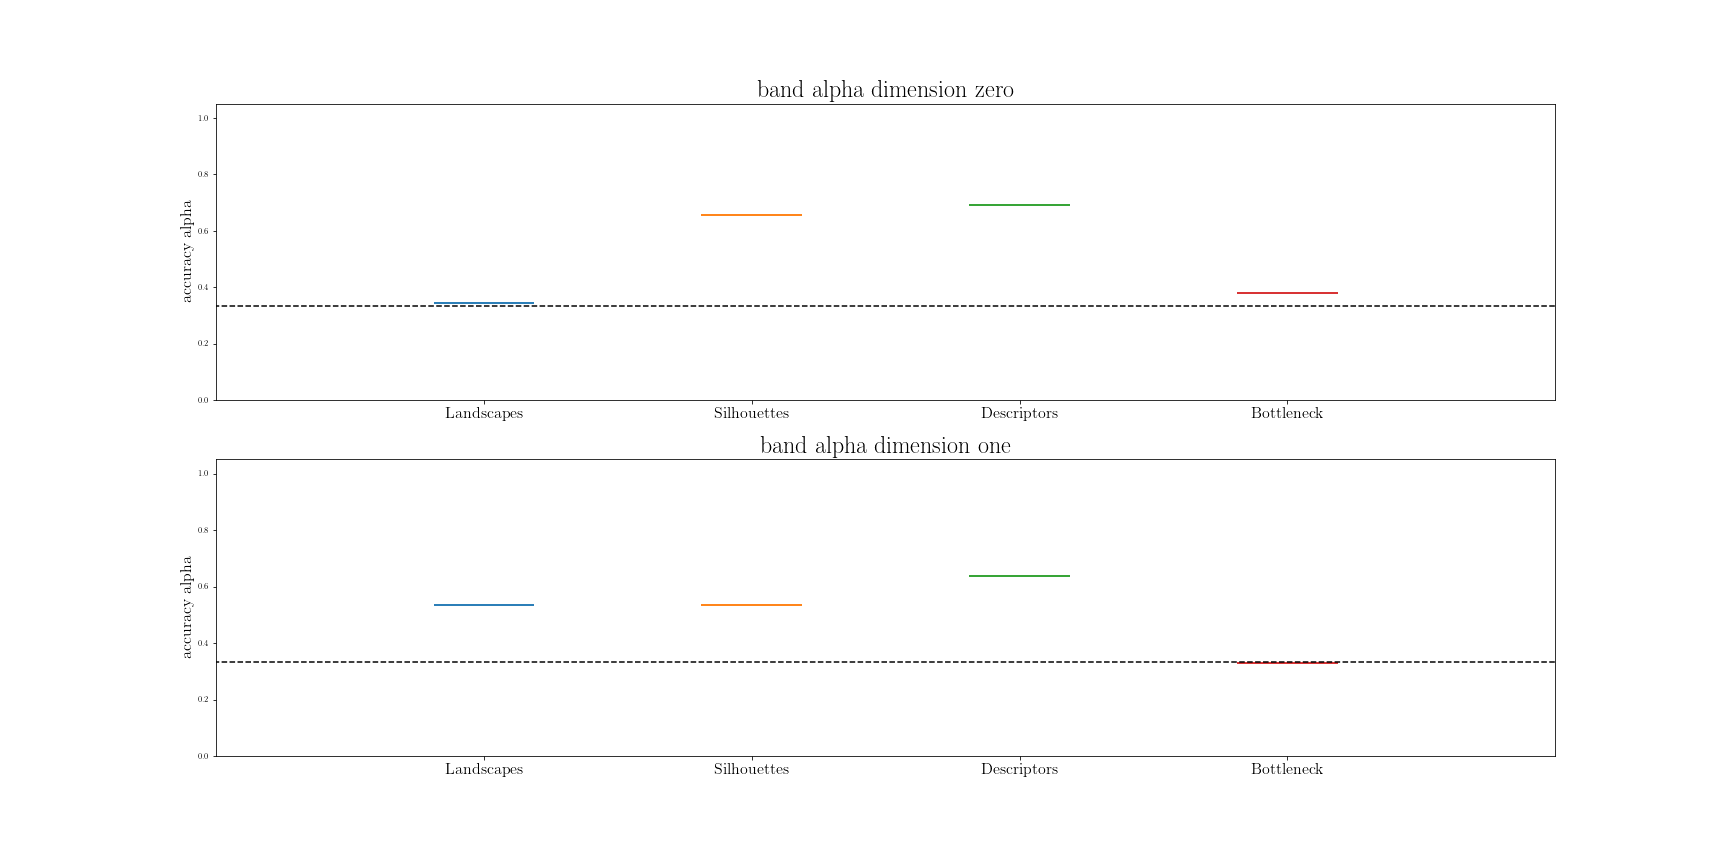 band alpha dimension zero
accuracy alpha
1.0
0.8
0.6
0.4
0.2
0.0
Landscapes
Silhouettes
Descriptors
Bottleneck
band alpha dimension one
accuracy alpha
1.0
0.8
0.6
0.4
0.2
0.0
Landscapes
Silhouettes
Descriptors
Bottleneck